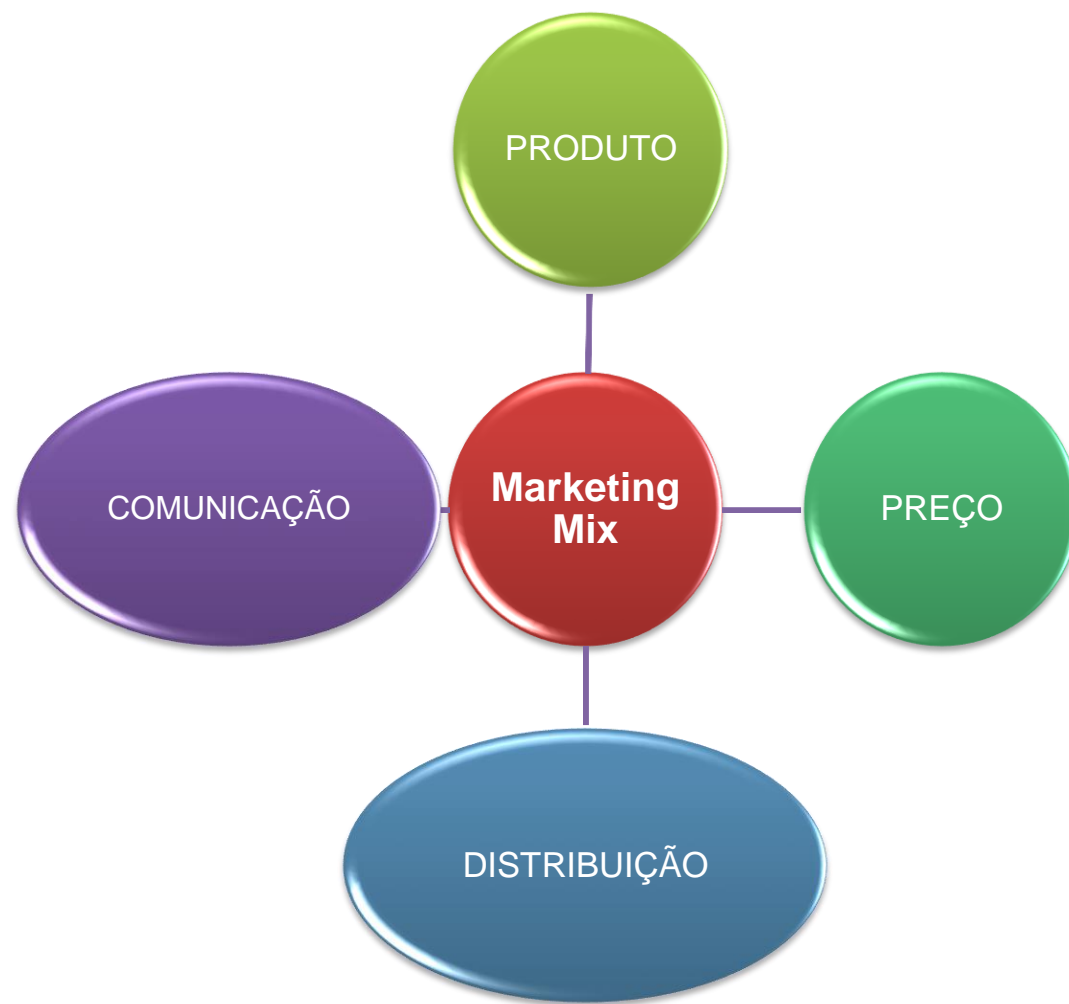 PRODUTO
COMUNICAÇÃO
Marketing
Mix
PREÇO
DISTRIBUIÇÃO